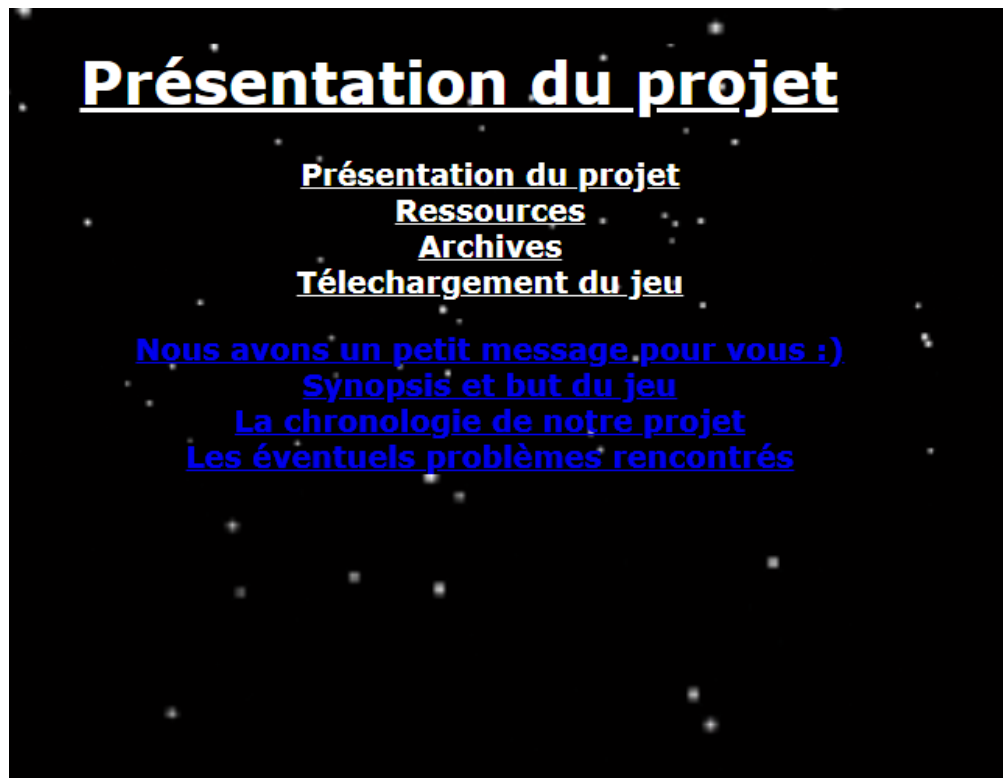 Présentation du projet
Présentation du projet
Ressources
Archives
Télechargement du jeu
Nous avons un petit message pour vous :)
Synopsis et but du jeu
La chronologie de notre projet
Les éventuels problèmes rencontrés